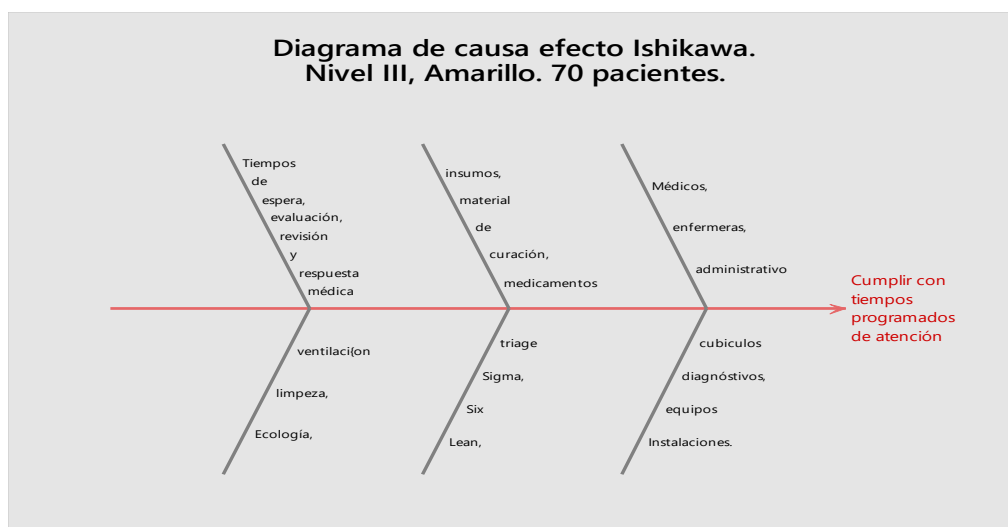 Diagrama de causa efecto Ishikawa.
Nivel III, Amarillo. 70 pacientes.
Tiempos
de
espera,
evaluación,
revisión
y
respuesta
médica
insumos,
material
de
curación,
medicamentos
Médicos,
enfermeras,
administrativo
Cumplir con
tiempos
programados
de atención
ventilaci(on
limpeza,
Ecología,
triage
Sigma,
Six
Lean,
cubiculos
diagnóstivos,
equipos
Instalaciones.